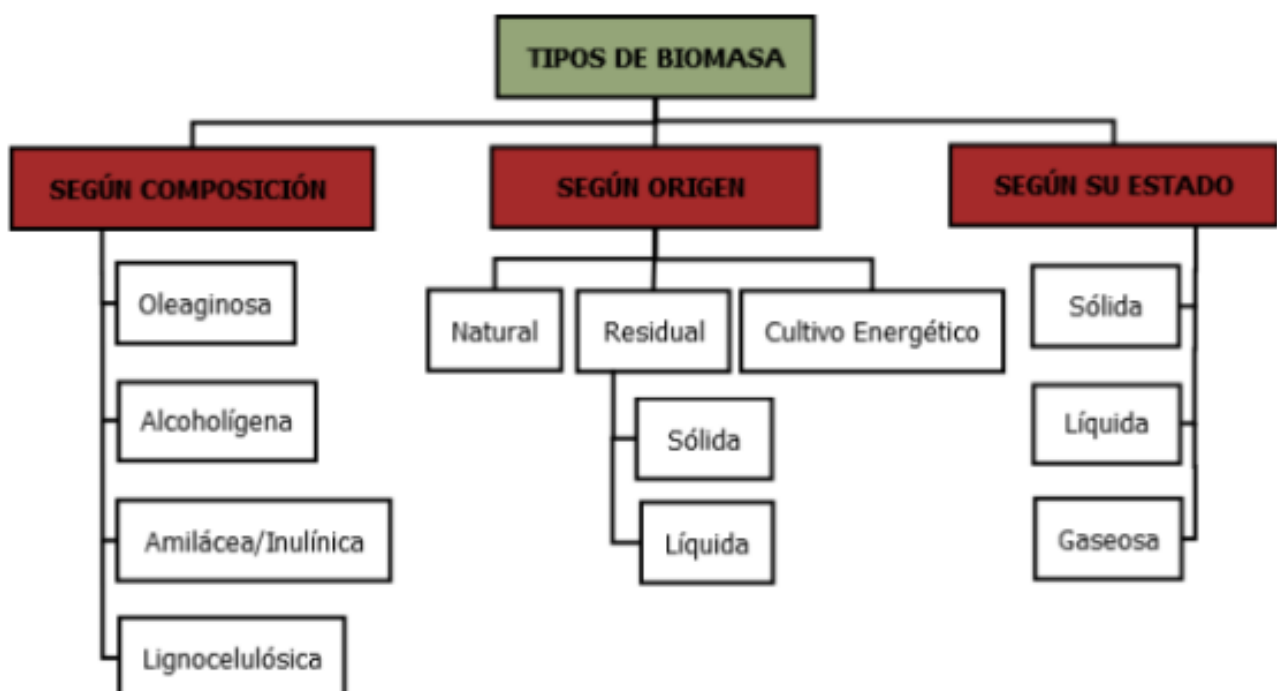 TIPOS DE BIOMASA
SEGÚN COMPOSICIÓN
Oleaginosa
Alcoholígena
Amilácea/Inulínica
Lignocelulósica
SEGÚN ORIGEN
Natural
Residual
Sólida
Líquida
Cultivo Energético
SEGÚN SU ESTADO
Sólida
Líquida
Gaseosa